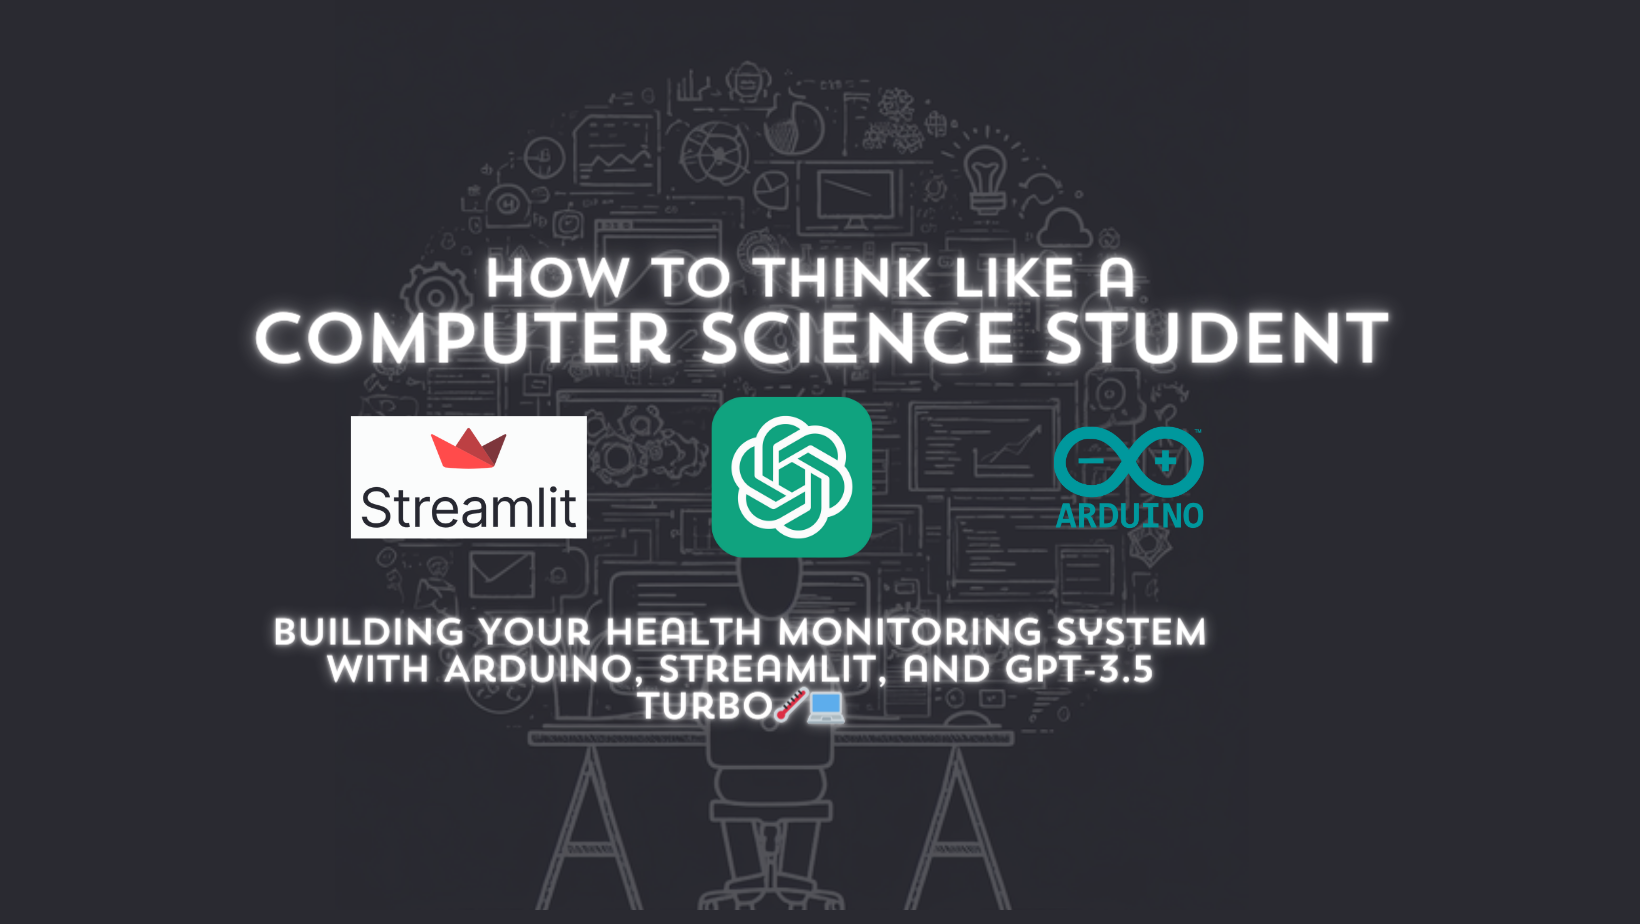 HOW TO THINK LIKE A
COMPUTER SCIENCE STUDENT
Streamlit
ARDUINO™
BUILDING YOUR HEALTH MONITORING SYSTEM
WITH ARDUINO, STREAMLIT, AND GPT-3.5
TURBO🌡️💻